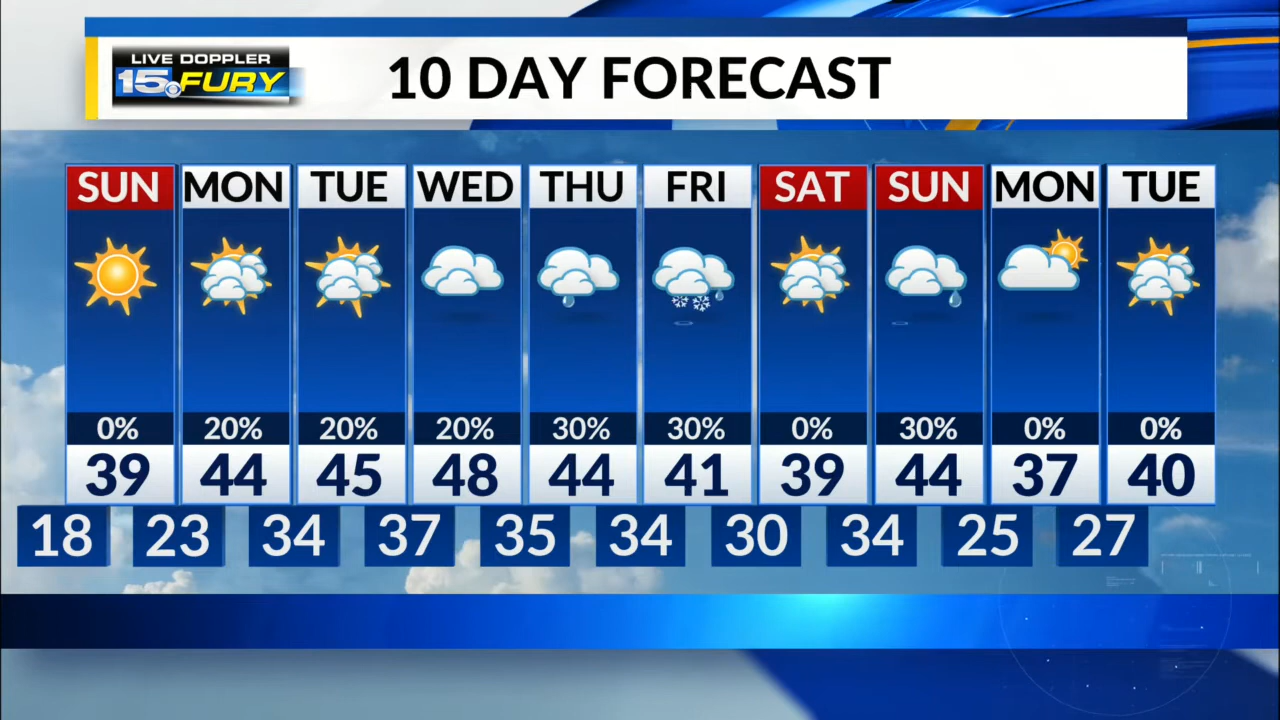 LIVE DOPPLER
15 FURY
10 DAY FORECAST
SUN MON TUE WED THU FRI SAT SUN MON TUE
0% 20% 20% 20% 30% 30% 0% 30% 0% 0%
39 44 45 48 44 41 39 44 37 40
18 23 34 37 35 34 30 34 25 27